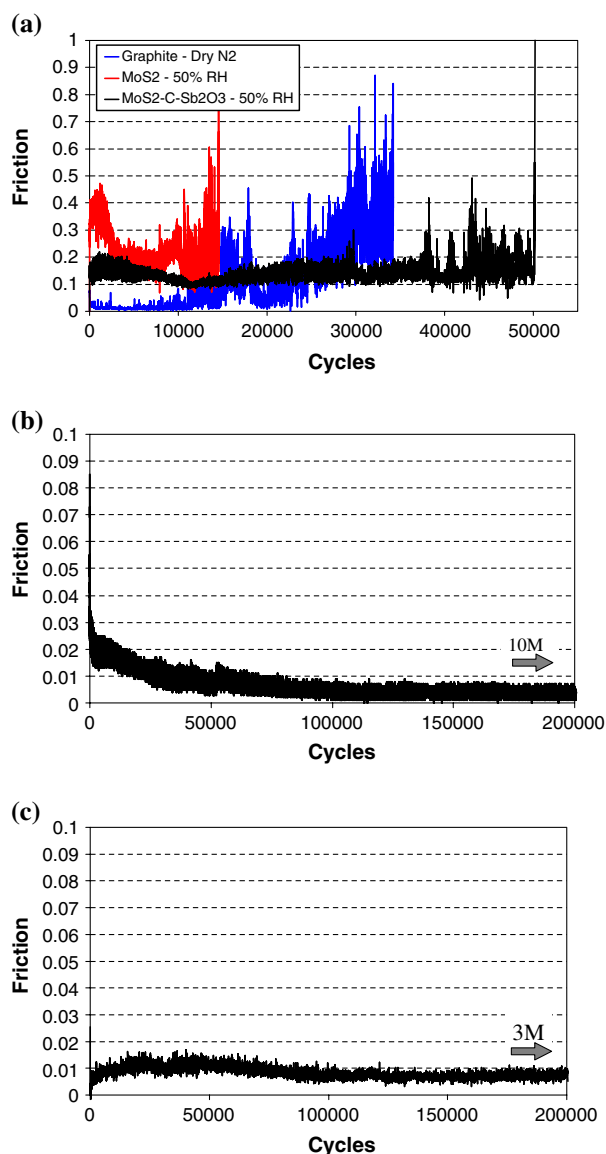 (a)
1
0.9
0.8
0.7
0.6
0.5
0.4
0.3
0.2
0.1
0
Friction
Graphite - Dry N2
MoS2 - 50% RH
MoS2-C-Sb2O3 - 50% RH
0 10000 20000 30000 40000 50000
Cycles
(b)
0.1
0.09
0.08
0.07
0.06
0.05
0.04
0.03
0.02
0.01
0
Friction
10M
0 50000 100000 150000 200000
Cycles
(c)
0.1
0.09
0.08
0.07
0.06
0.05
0.04
0.03
0.02
0.01
0
Friction
3M
0 50000 100000 150000 200000
Cycles